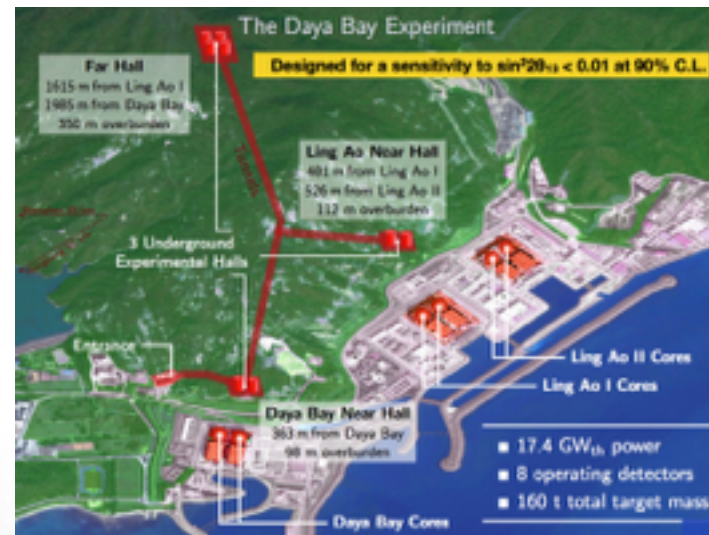 The Daya Bay Experiment
Designed for a sensitivity to sin²2θ₁₃ < 0.01 at 90% C.L.
Far Hall
1615 m from Ling Ao I
1985 m from Daya Bay
350 m overburden
Tunnels
Ling Ao Near Hall
481 m from Ling Ao I
526 m from Ling Ao II
112 m overburden
3 Underground
Experimental Halls
Entrance
Ling Ao II Cores
Ling Ao I Cores
Daya Bay Near Hall
363 m from Daya Bay
98 m overburden
Daya Bay Cores
■ 17.4 GWth power
■ 8 operating detectors
■ 160 t total target mass